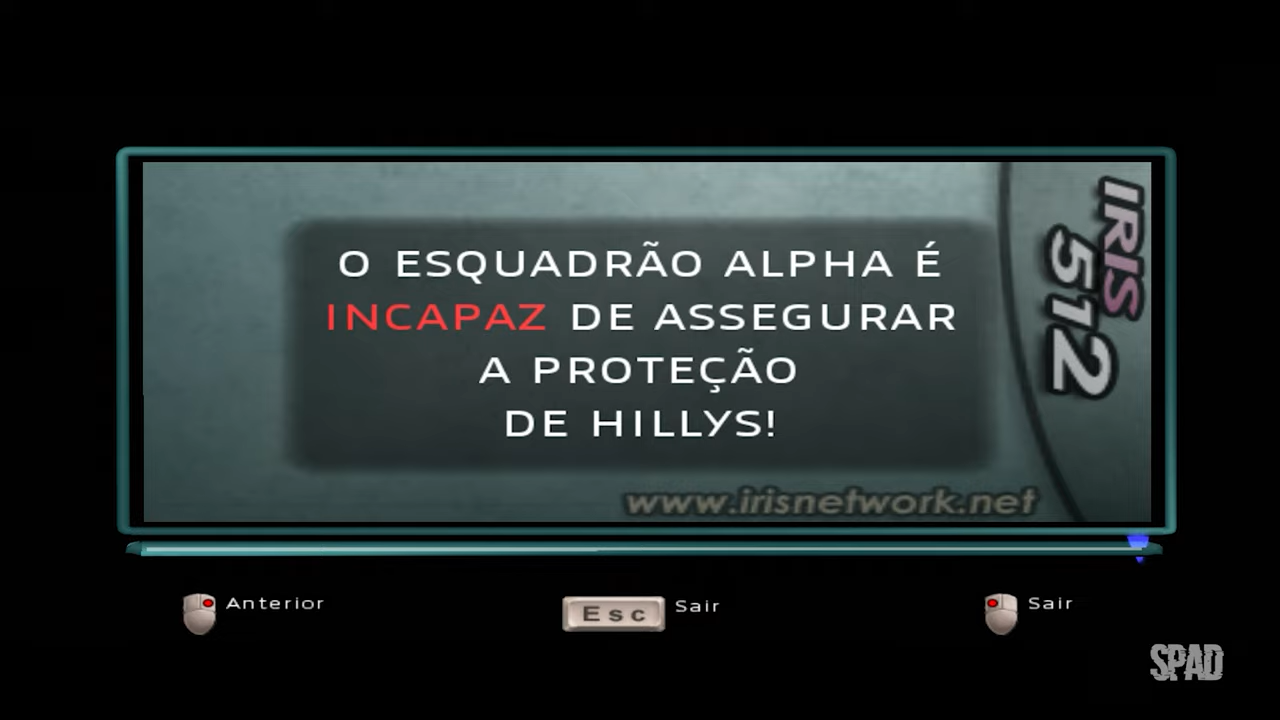 O ESQUADRÃO ALPHA É
INCAPAZ DE ASSEGURAR
A PROTEÇÃO
DE HILLYS!
IRIS
512
www.irisnetwork.net
Anterior
Esc Sair
Sair
SPAD